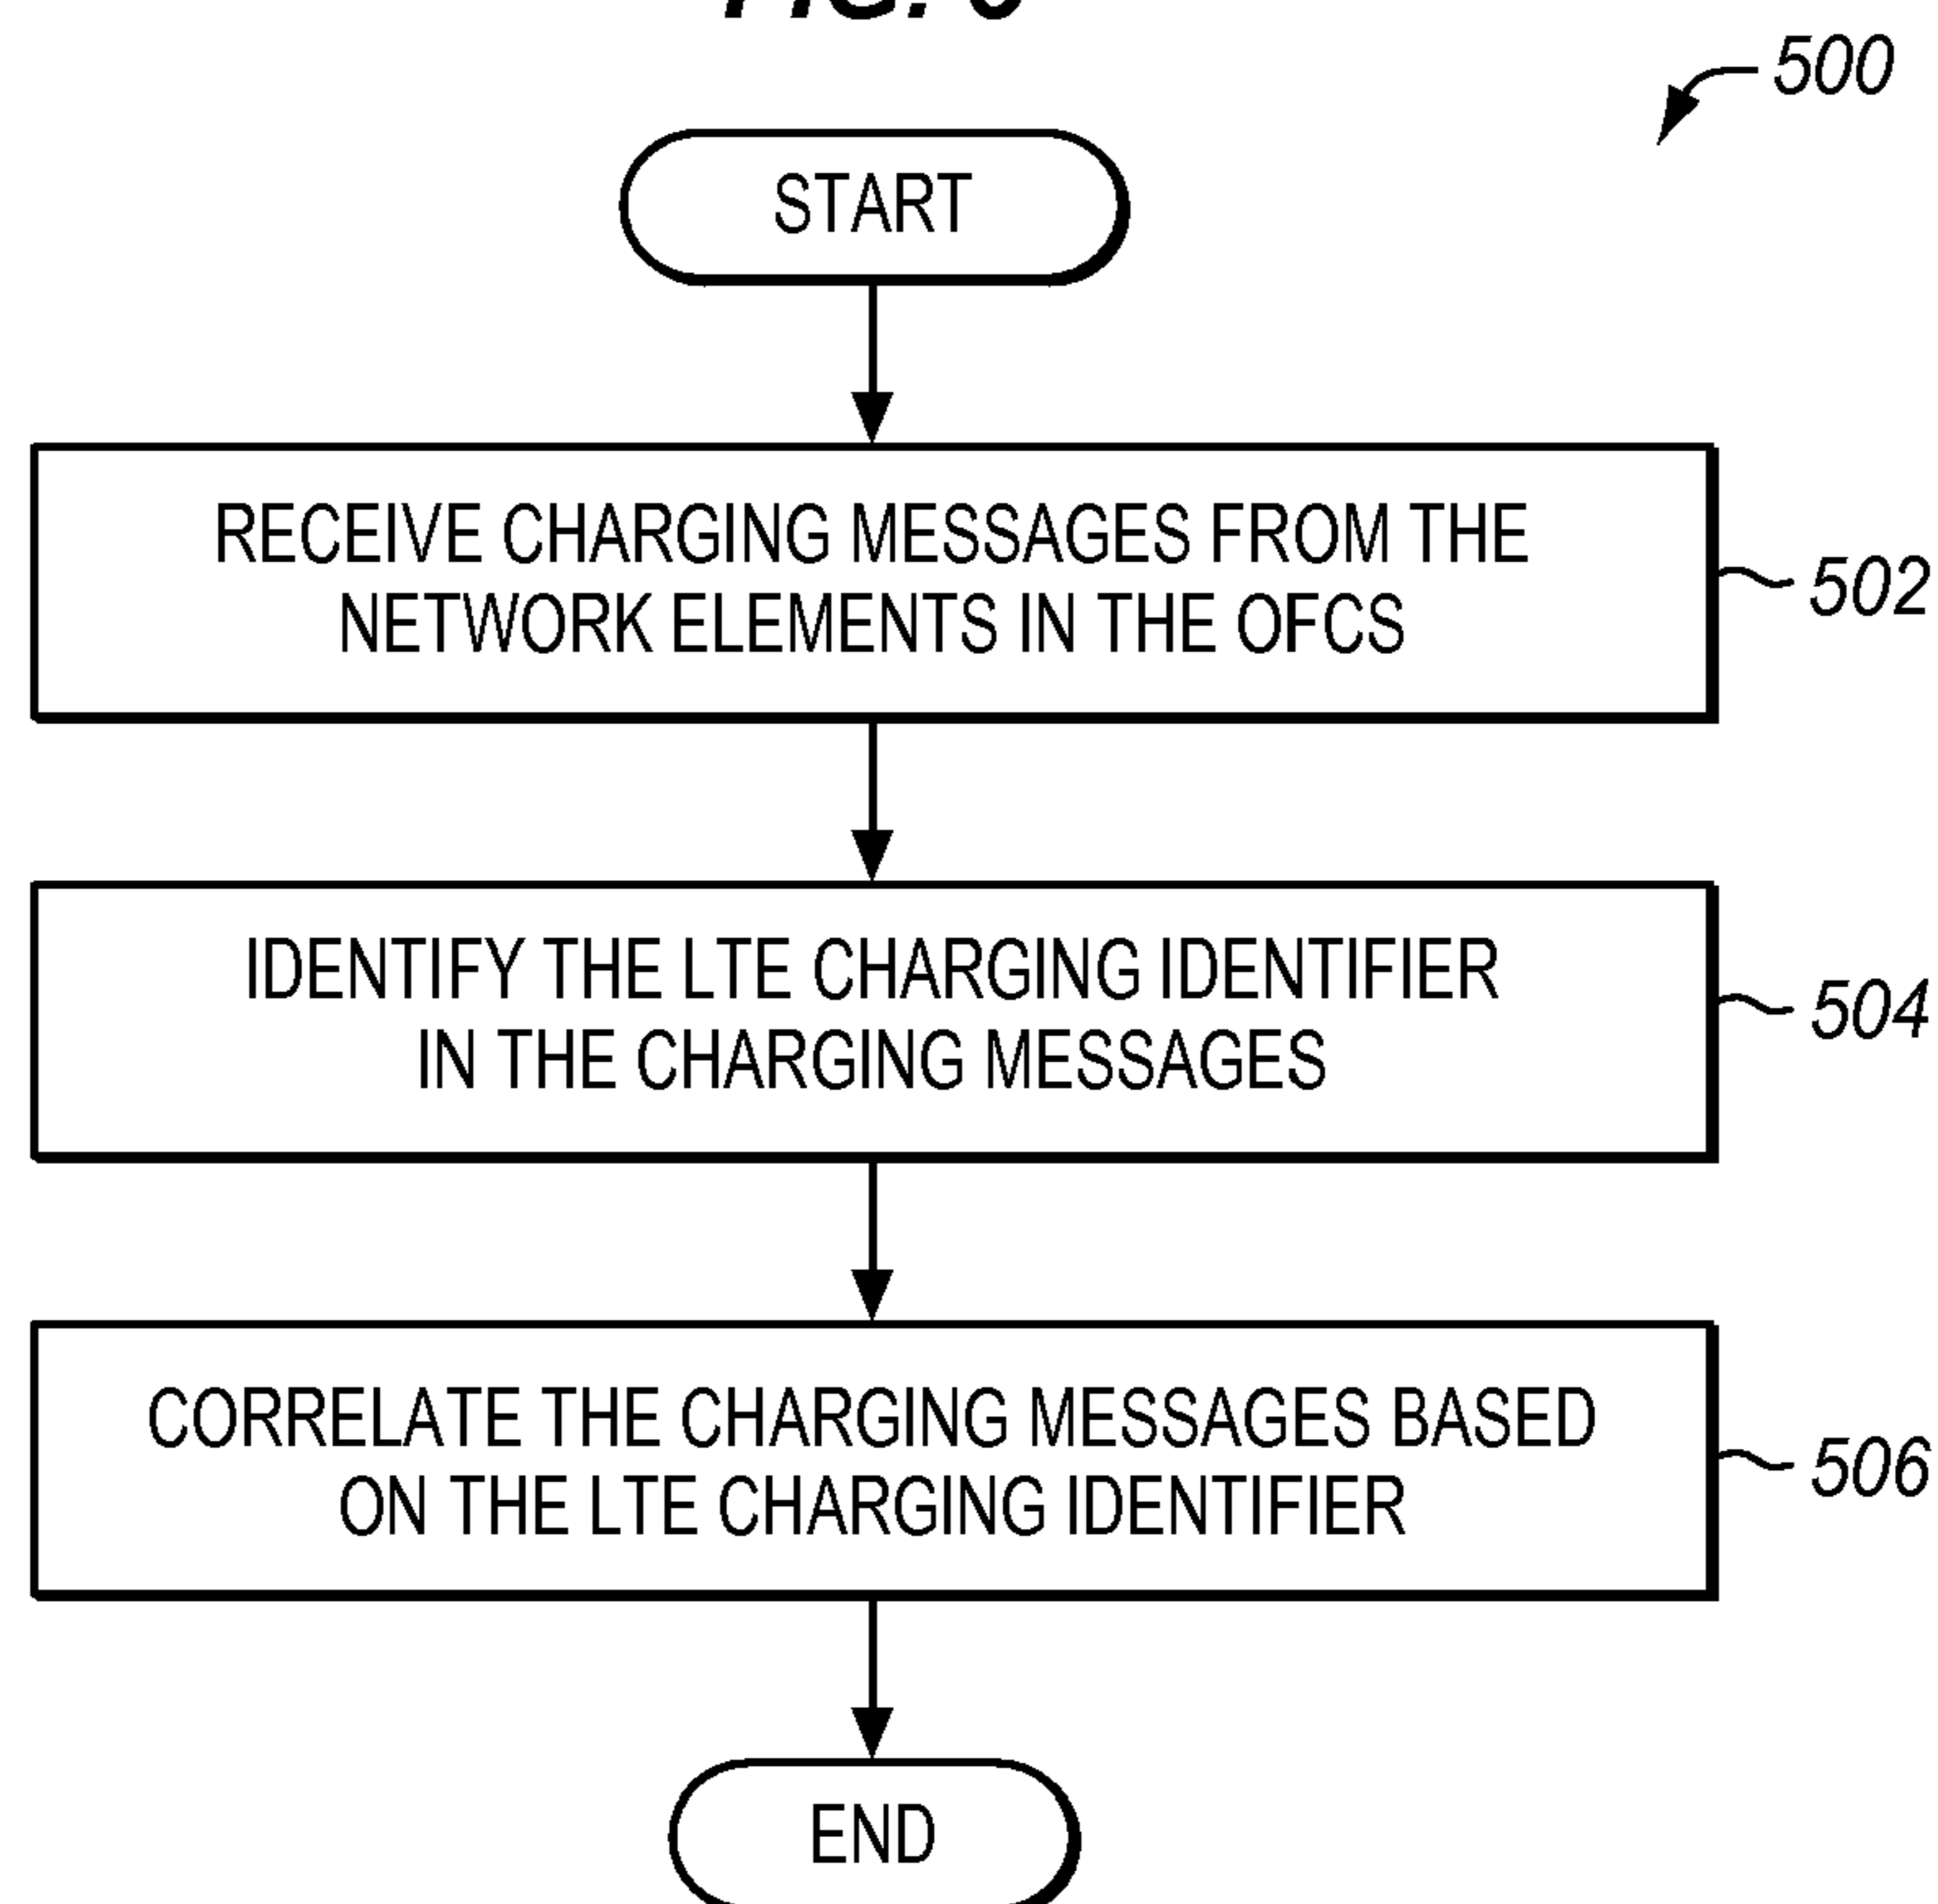 500
START
RECEIVE CHARGING MESSAGES FROM THE
NETWORK ELEMENTS IN THE OFCS
502
IDENTIFY THE LTE CHARGING IDENTIFIER
IN THE CHARGING MESSAGES
504
CORRELATE THE CHARGING MESSAGES BASED
ON THE LTE CHARGING IDENTIFIER
506
END